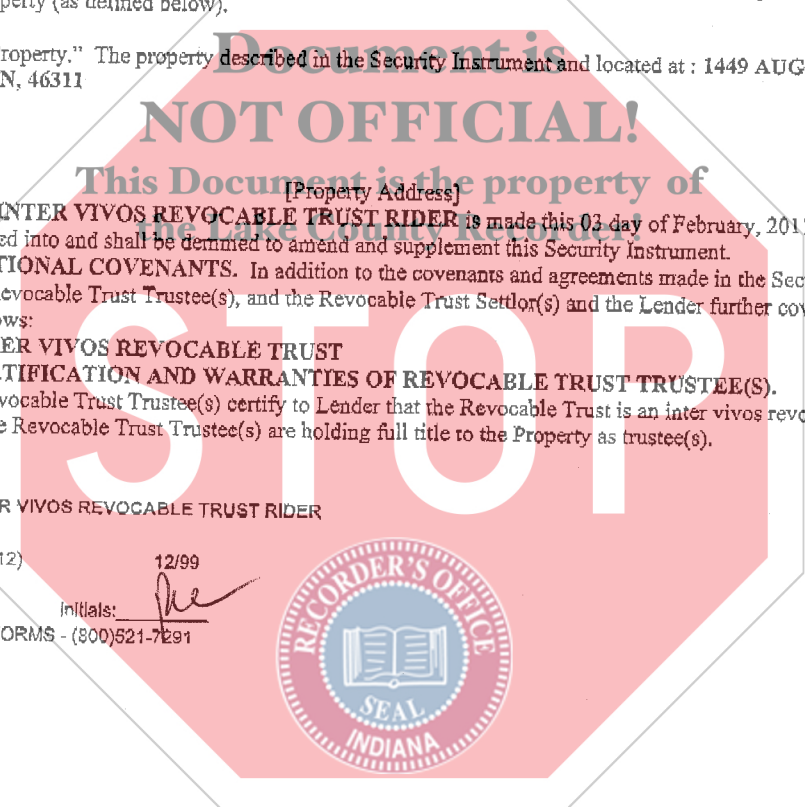 perty (as defined below).
roperty." The property described in the Security Instrument and located at : 1449 AUG
N, 46311
Document is
NOT OFFICIAL!
This Document is the property of
the Lake County Recorder!
[Property Address]
INTER VIVOS REVOCABLE TRUST RIDER is made this 03 day of February, 201
ed into and shall be demmed to amend and supplement this Security Instrument.
TIONAL COVENANTS. In addition to the covenants and agreements made in the Sec
evocable Trust Trustee(s), and the Revocable Trust Settlor(s) and the Lender further cov
ows:
ER VIVOS REVOCABLE TRUST
TIFICATION AND WARRANTIES OF REVOCABLE TRUST TRUSTEE(S).
vocable Trust Trustee(s) certify to Lender that the Revocable Trust is an inter vivos revo
e Revocable Trust Trustee(s) are holding full title to the Property as trustee(s).
STOP
R VIVOS REVOCABLE TRUST RIDER
12) 12/99
Initials:
ORMS - (800)521-7291
RECORDER'S OFFICE
SEAL
INDIANA